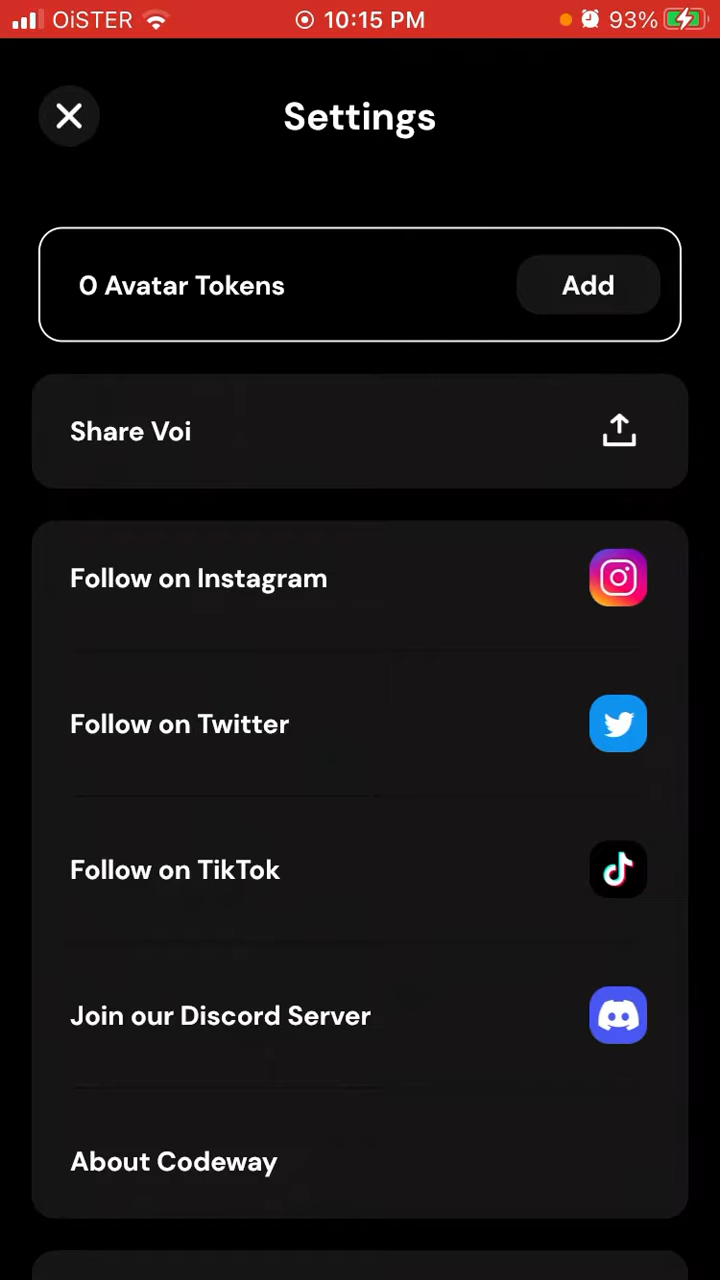 OiSTER 10:15 PM 93%
Settings
0 Avatar Tokens Add
Share Voi
Follow on Instagram
Follow on Twitter
Follow on TikTok
Join our Discord Server
About Codeway